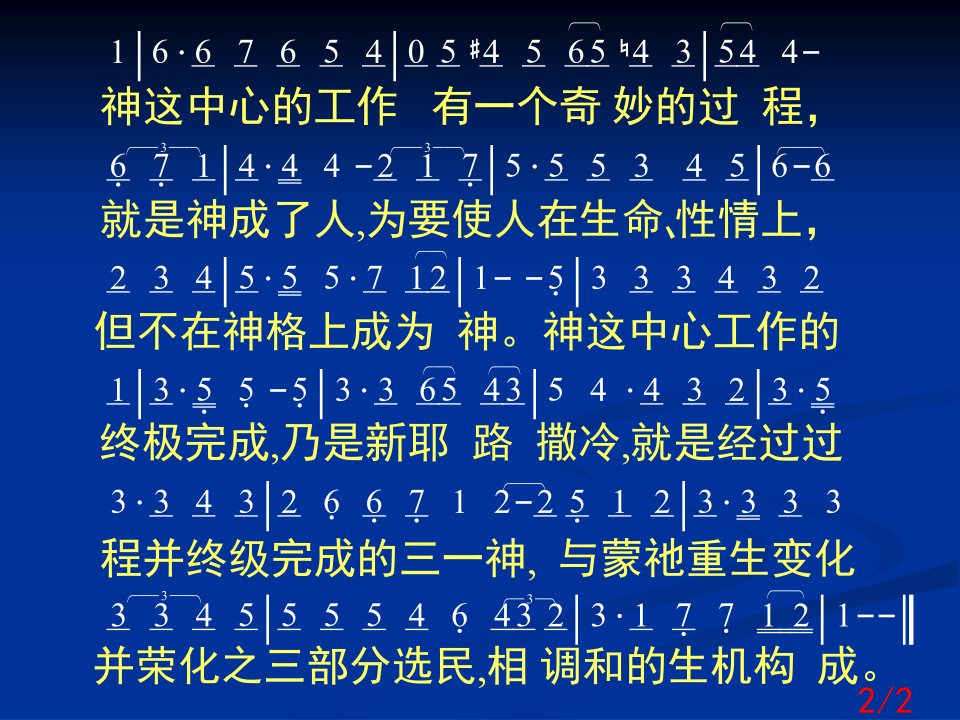 1|6·6 7 6 5 4|0 5 #4 5 65 ♮4 3|54 4-
神这中心的工作 有一个奇 妙的过 程，
6 7 1|4·4 4-2 1 7|5·5 5 3 4 5|6-6
就是神成了人,为要使人在生命、性情上，
2 3 4|5·5 5·7 12|1--5|3 3 3 4 3 2
但不在神格上成为 神。神这中心工作的
1|3·5 5-5|3·3 65 43|5 4·4 3 2|3·5
终极完成,乃是新耶 路 撒冷,就是经过过
3·3 4 3|2 6 6 7 1 2-2 5 1 2|3·3 3 3
程并终级完成的三一神, 与蒙祂重生变化
3 3 4 5|5 5 5 4 6 43 2|3·1 7 7 12|1--‖
并荣化之三部分选民,相 调和的生机构 成。
2/2